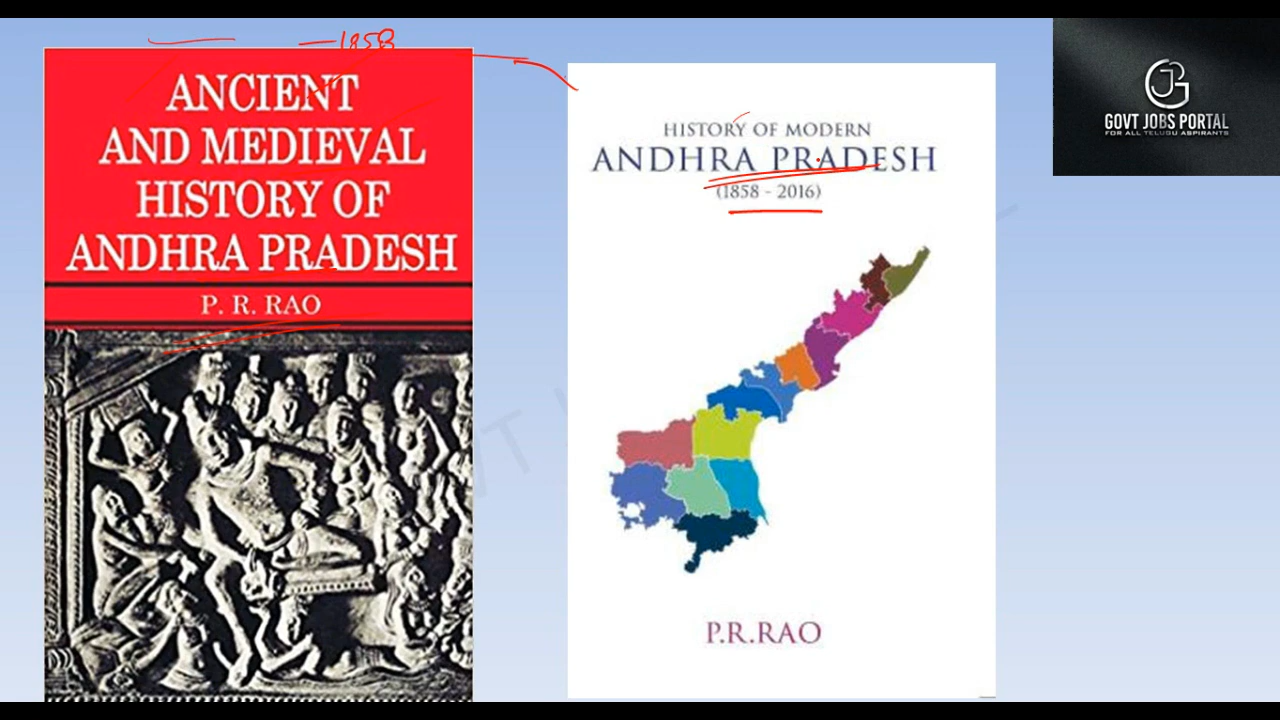 1858
ANCIENT
AND MEDIEVAL
HISTORY OF
ANDHRA PRADESH
P. R. RAO
HISTORY OF MODERN
ANDHRA PRADESH
(1858 - 2016)
P.R.RAO
GOVT JOBS PORTAL
FOR ALL TELUGU ASPIRANTS